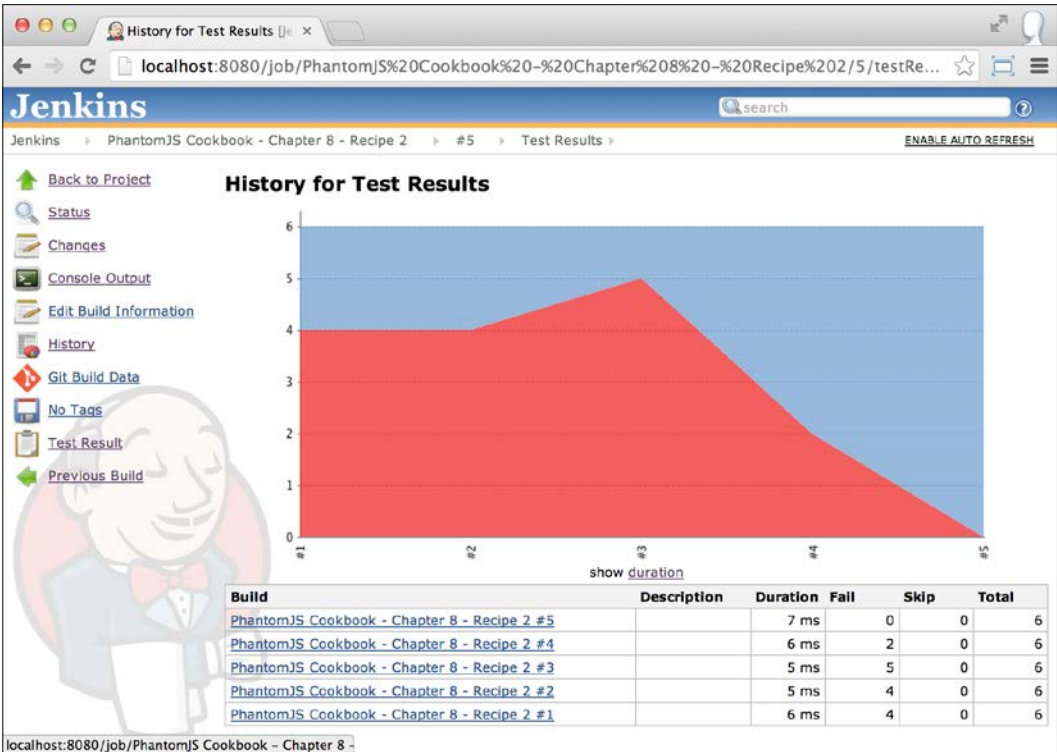 History for Test Results [Je
localhost:8080/job/PhantomJS%20Cookbook%20-%20Chapter%208%20-%20Recipe%202/5/testRe...
Jenkins
search
Jenkins PhantomJS Cookbook - Chapter 8 - Recipe 2 #5 Test Results
ENABLE AUTO REFRESH
Back to Project
Status
Changes
Console Output
Edit Build Information
History
Git Build Data
No Tags
Test Result
Previous Build
History for Test Results
6
5
4
3
2
1
0
#1 #2 #3 #4 #5
show duration
Build Description Duration Fail Skip Total
PhantomJS Cookbook - Chapter 8 - Recipe 2 #5 7 ms 0 0 6
PhantomJS Cookbook - Chapter 8 - Recipe 2 #4 6 ms 2 0 6
PhantomJS Cookbook - Chapter 8 - Recipe 2 #3 5 ms 5 0 6
PhantomJS Cookbook - Chapter 8 - Recipe 2 #2 5 ms 4 0 6
PhantomJS Cookbook - Chapter 8 - Recipe 2 #1 6 ms 4 0 6
localhost:8080/job/PhantomJS Cookbook - Chapter 8 -